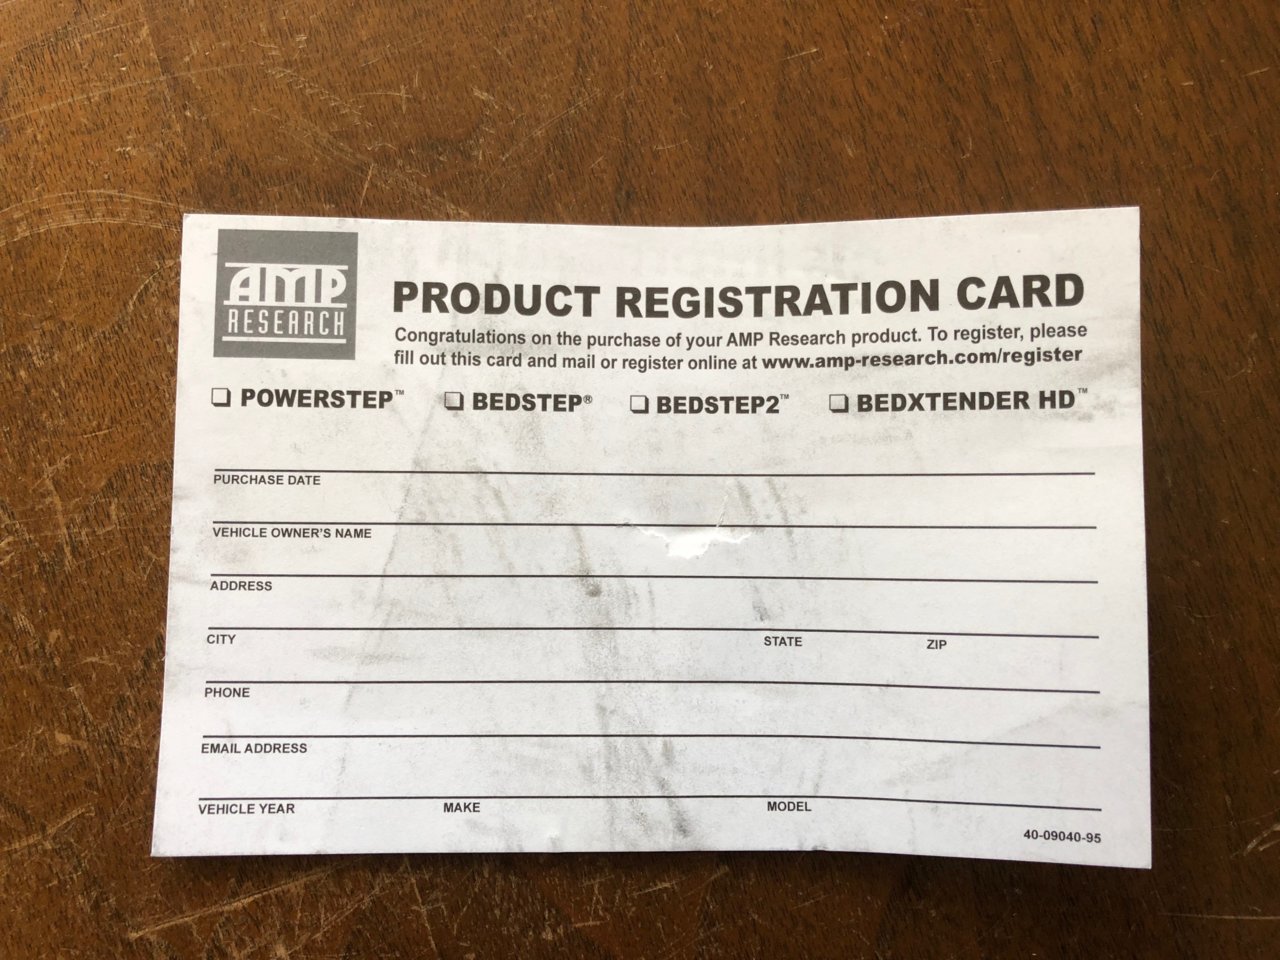 AMP
RESEARCH
PRODUCT REGISTRATION CARD
Congratulations on the purchase of your AMP Research product. To register, please
fill out this card and mail or register online at www.amp-research.com/register
❑ POWERSTEP™ ❑ BEDSTEP® ❑ BEDSTEP2™ ❑ BEDXTENDER HD™
PURCHASE DATE
VEHICLE OWNER'S NAME
ADDRESS
CITY STATE ZIP
PHONE
EMAIL ADDRESS
VEHICLE YEAR MAKE MODEL
40-09040-95